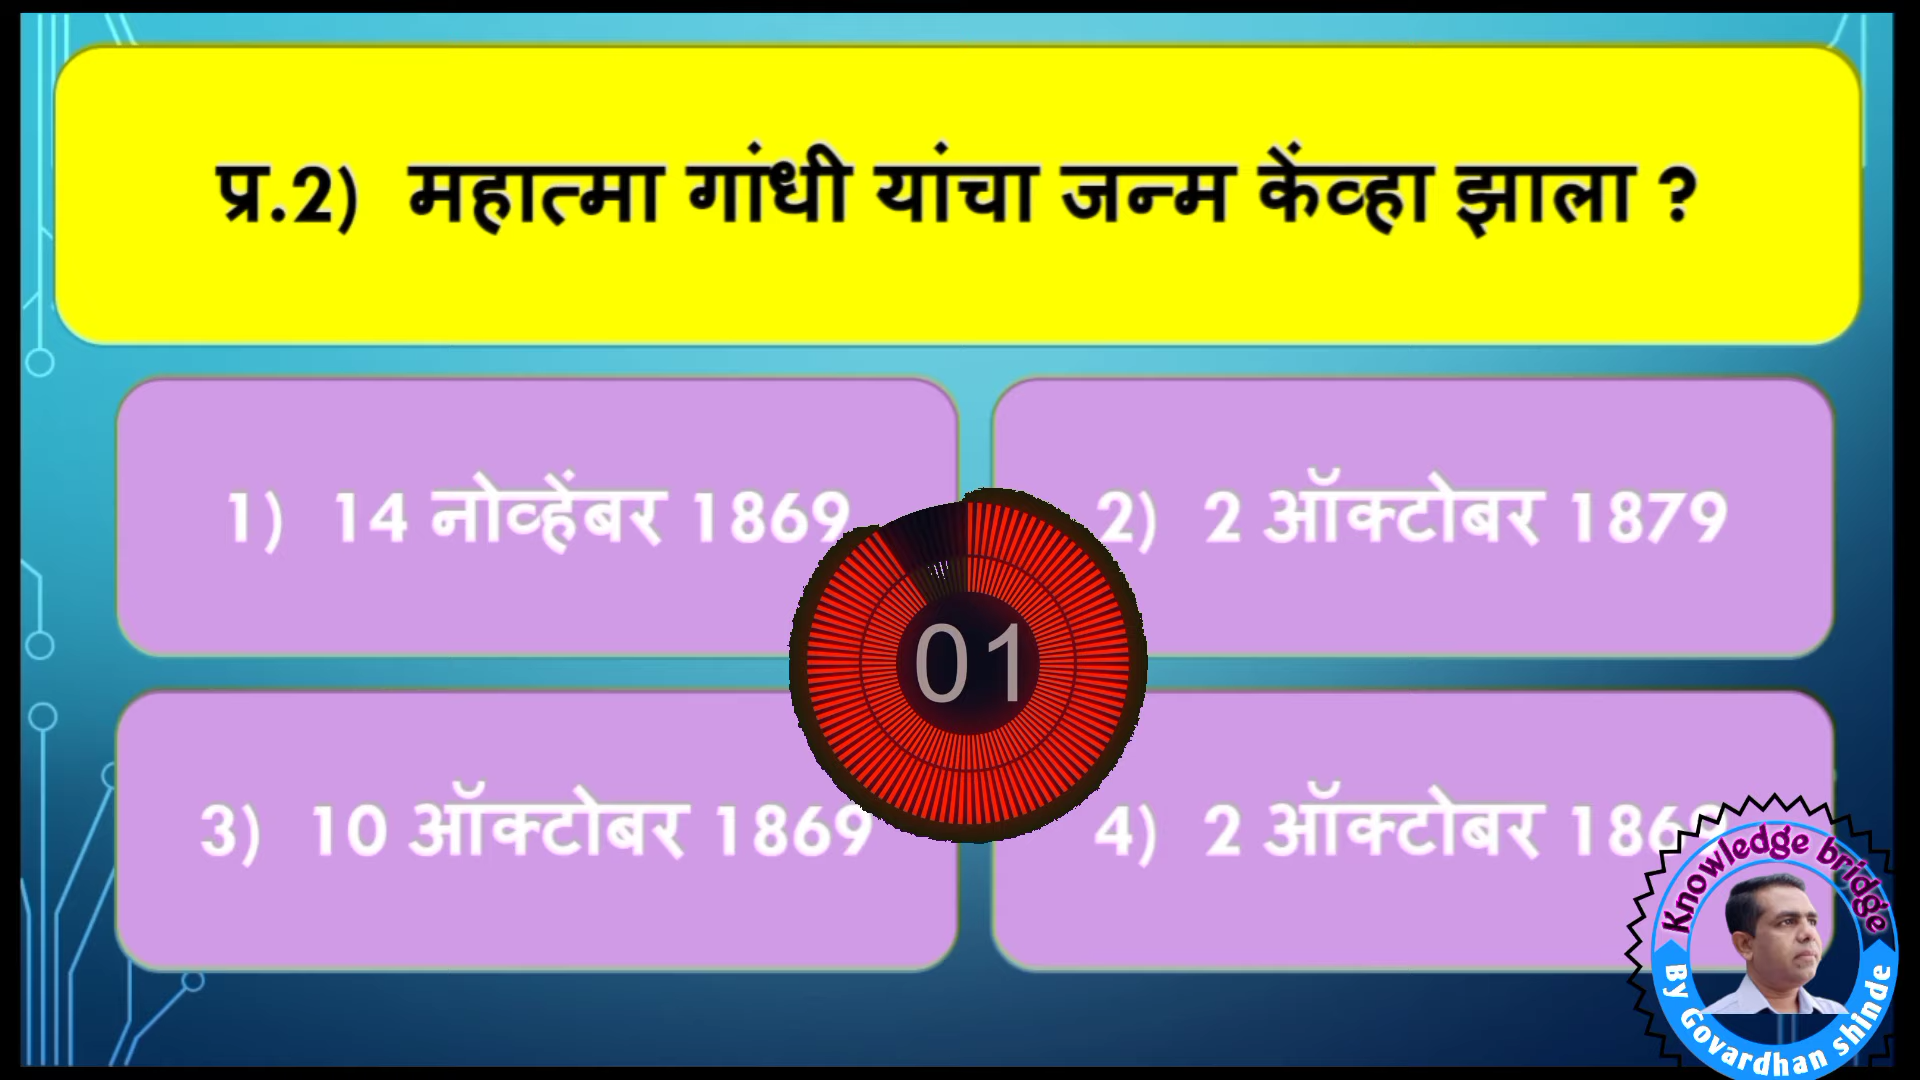 प्र.2) महात्मा गांधी यांचा जन्म केंव्हा झाला ?
1) 14 नोव्हेंबर 1869
2) 2 ऑक्टोबर 1879
3) 10 ऑक्टोबर 1869
4) 2 ऑक्टोबर 1869
01
Knowledge bridge
By Govardhan shinde